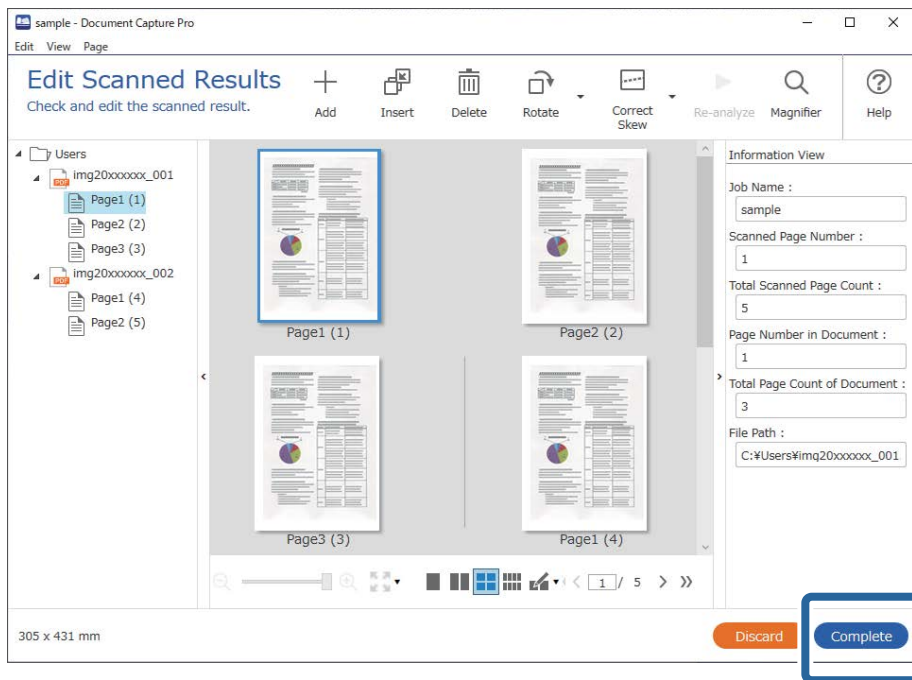 sample - Document Capture Pro
Edit View Page
Edit Scanned Results
Check and edit the scanned result.
Add
Insert
Delete
Rotate
Correct
Skew
Re-analyze
Magnifier
Help
Users
img20xxxxxx_001
Page1 (1)
Page2 (2)
Page3 (3)
img20xxxxxx_002
Page1 (4)
Page2 (5)
Page1 (1)
Page2 (2)
Page3 (3)
Page1 (4)
Information View
Job Name :
sample
Scanned Page Number :
1
Total Scanned Page Count :
5
Page Number in Document :
1
Total Page Count of Document :
3
File Path :
C:¥Users¥img20xxxxxx_001
1 / 5
305 x 431 mm
Discard
Complete